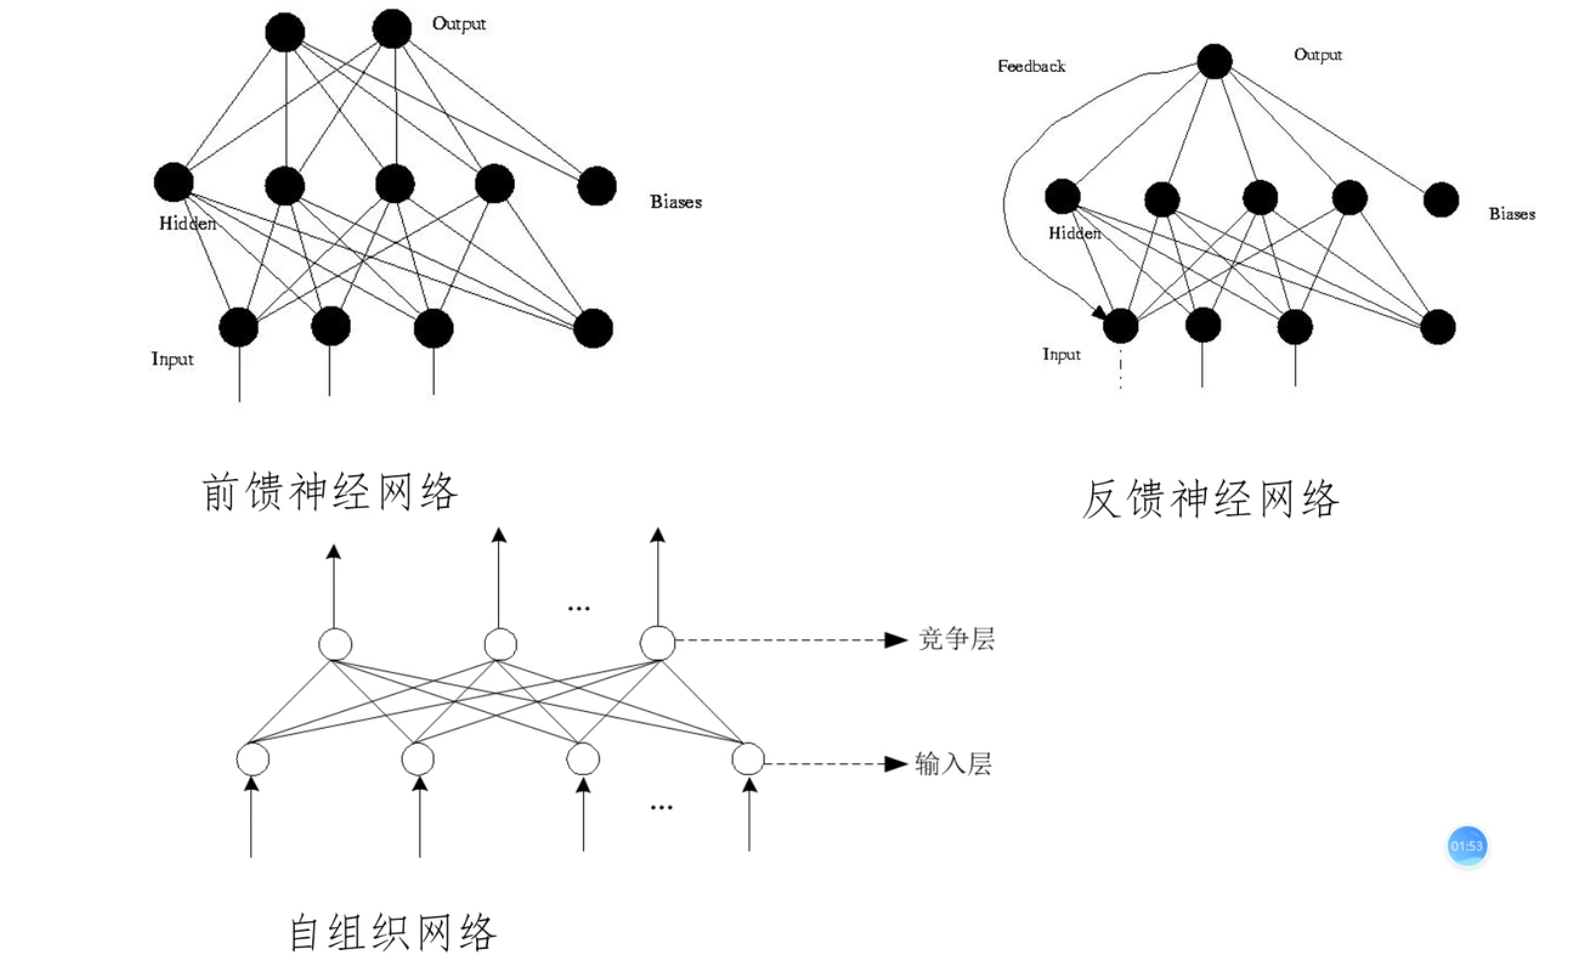 Output
Biases
Hidden
Input
前馈神经网络
Feedback
Output
Biases
Hidden
Input
反馈神经网络
...
竞争层
输入层
...
自组织网络
01:53